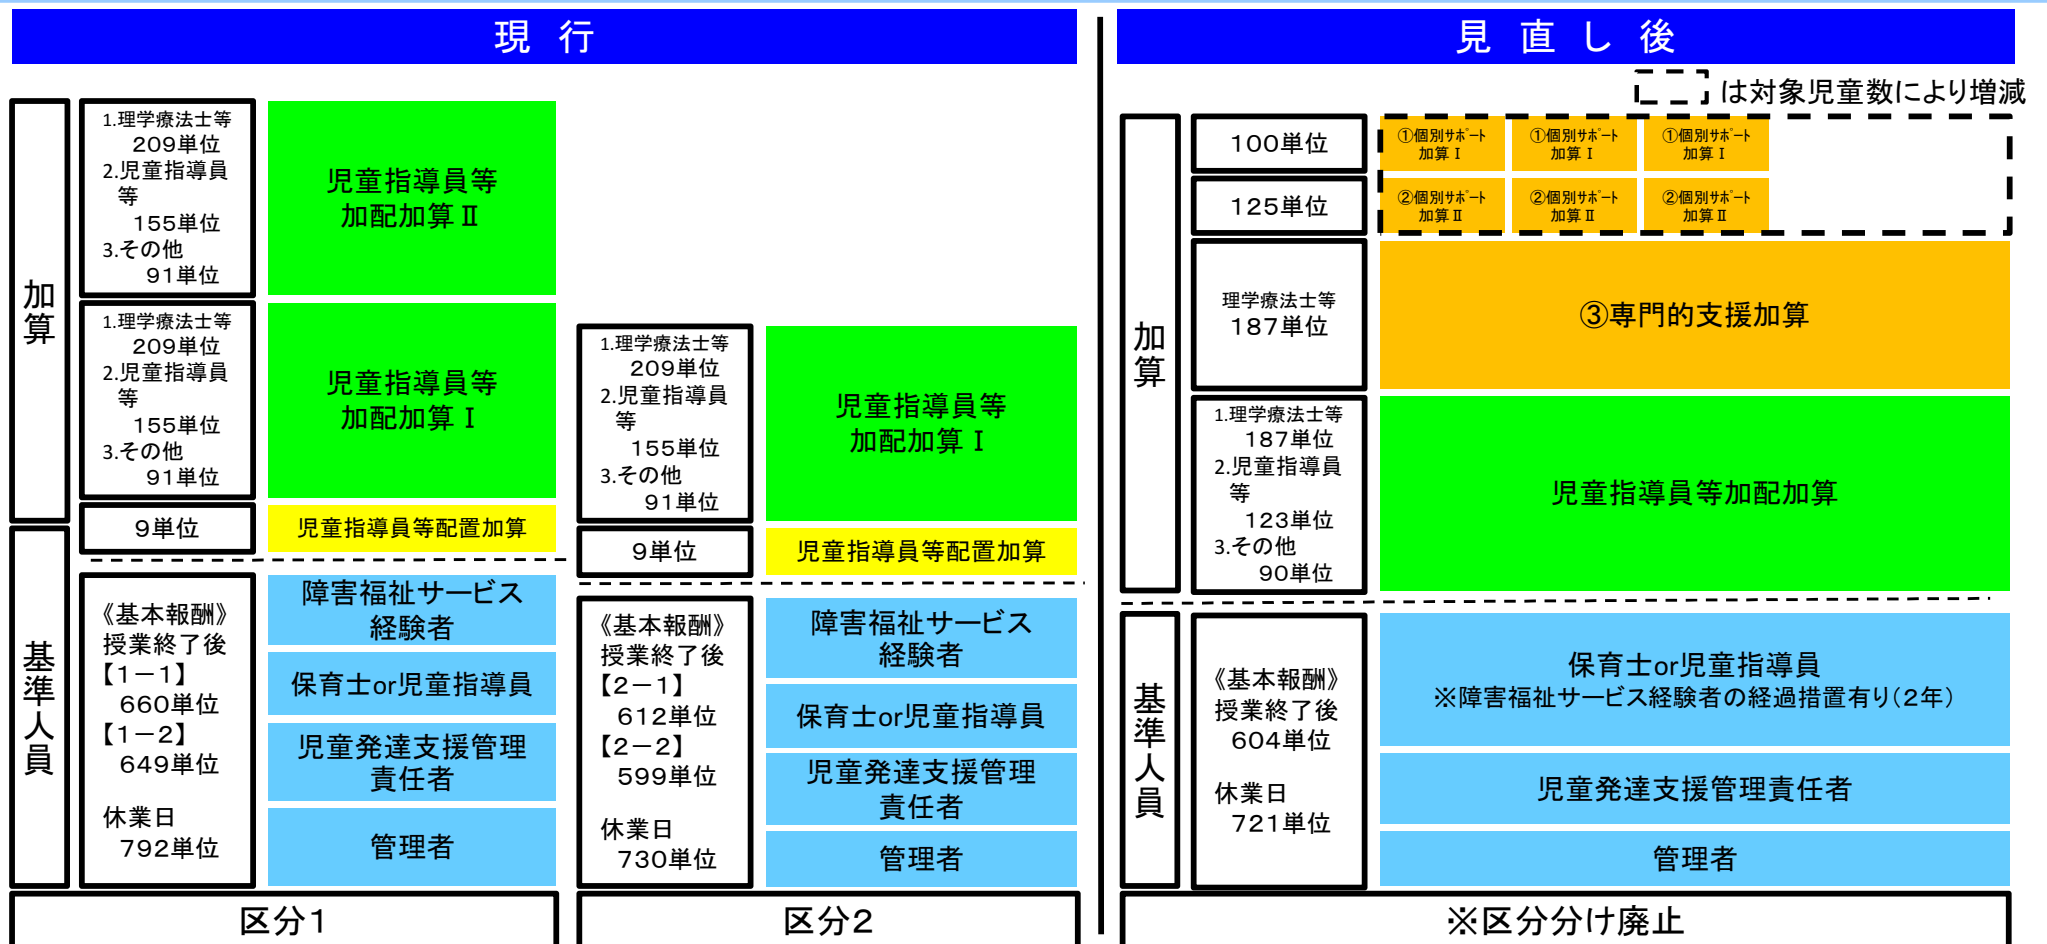 現行
加算
1.理学療法士等
209単位
2.児童指導員
等
155単位
3.その他
91単位
児童指導員等
加配加算Ⅱ
1.理学療法士等
209単位
2.児童指導員
等
155単位
3.その他
91単位
児童指導員等
加配加算Ⅰ
9単位
児童指導員等配置加算
基準人員
《基本報酬》
授業終了後
【1－1】
660単位
【1－2】
649単位
休業日
792単位
障害福祉サービス
経験者
保育士or児童指導員
児童発達支援管理
責任者
管理者
区分1
1.理学療法士等
209単位
2.児童指導員
等
155単位
3.その他
91単位
児童指導員等
加配加算Ⅰ
9単位
児童指導員等配置加算
《基本報酬》
授業終了後
【2－1】
612単位
【2－2】
599単位
休業日
730単位
障害福祉サービス
経験者
保育士or児童指導員
児童発達支援管理
責任者
管理者
区分2
見直し後
は対象児童数により増減
加算
100単位
①個別ｻﾎﾟｰﾄ
加算Ⅰ
①個別ｻﾎﾟｰﾄ
加算Ⅰ
①個別ｻﾎﾟｰﾄ
加算Ⅰ
125単位
②個別ｻﾎﾟｰﾄ
加算Ⅱ
②個別ｻﾎﾟｰﾄ
加算Ⅱ
②個別ｻﾎﾟｰﾄ
加算Ⅱ
理学療法士等
187単位
③専門的支援加算
1.理学療法士等
187単位
2.児童指導員
等
123単位
3.その他
90単位
児童指導員等加配加算
基準人員
《基本報酬》
授業終了後
604単位
休業日
721単位
保育士or児童指導員
※障害福祉サービス経験者の経過措置有り（2年）
児童発達支援管理責任者
管理者
※区分分け廃止